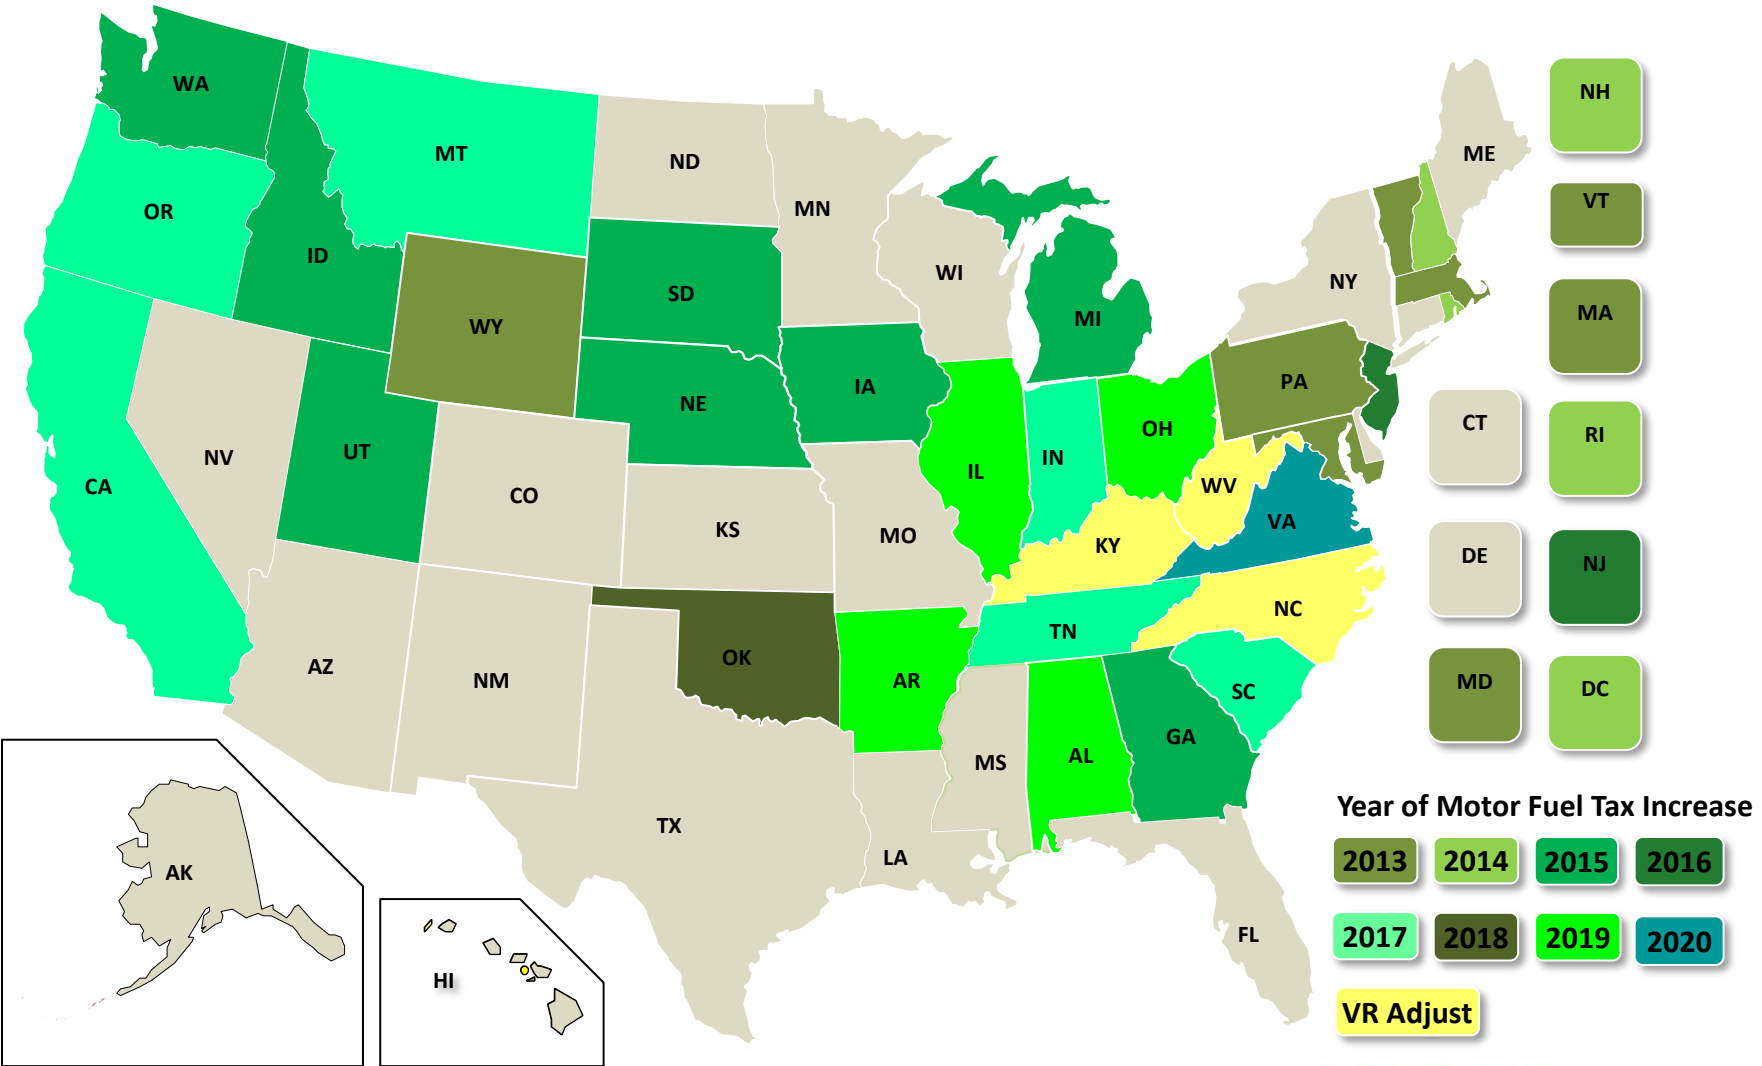 WA
NH
MT
ME
ND
VT
OR
MN
ID
WI
NY
SD
MA
WY
MI
PA
IA
NE
CT
OH
RI
UT
NV
IL
IN
CA
WV
CO
VA
KS
MO
KY
DE
NJ
NC
TN
OK
AZ
NM
AR
SC
MD
DC
GA
AL
MS
TX
LA
AK
FL
HI
Year of Motor Fuel Tax Increase
2013 2014 2015 2016
2017 2018 2019 2020
VR Adjust